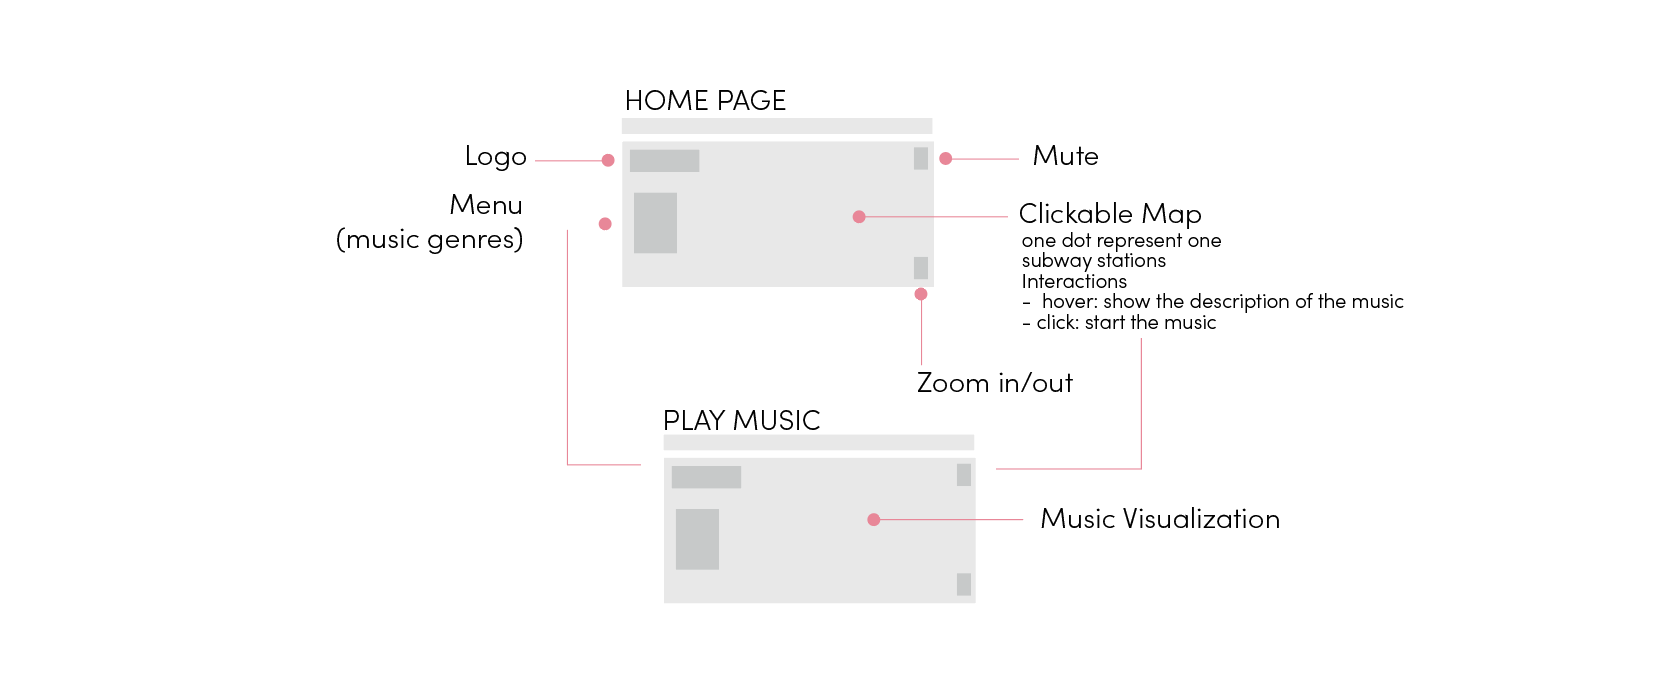 HOME PAGE
Logo
Mute
Menu
(music genres)
Clickable Map
one dot represent one
subway stations
Interactions
-  hover: show the description of the music
- click: start the music
Zoom in/out
PLAY MUSIC
Music Visualization